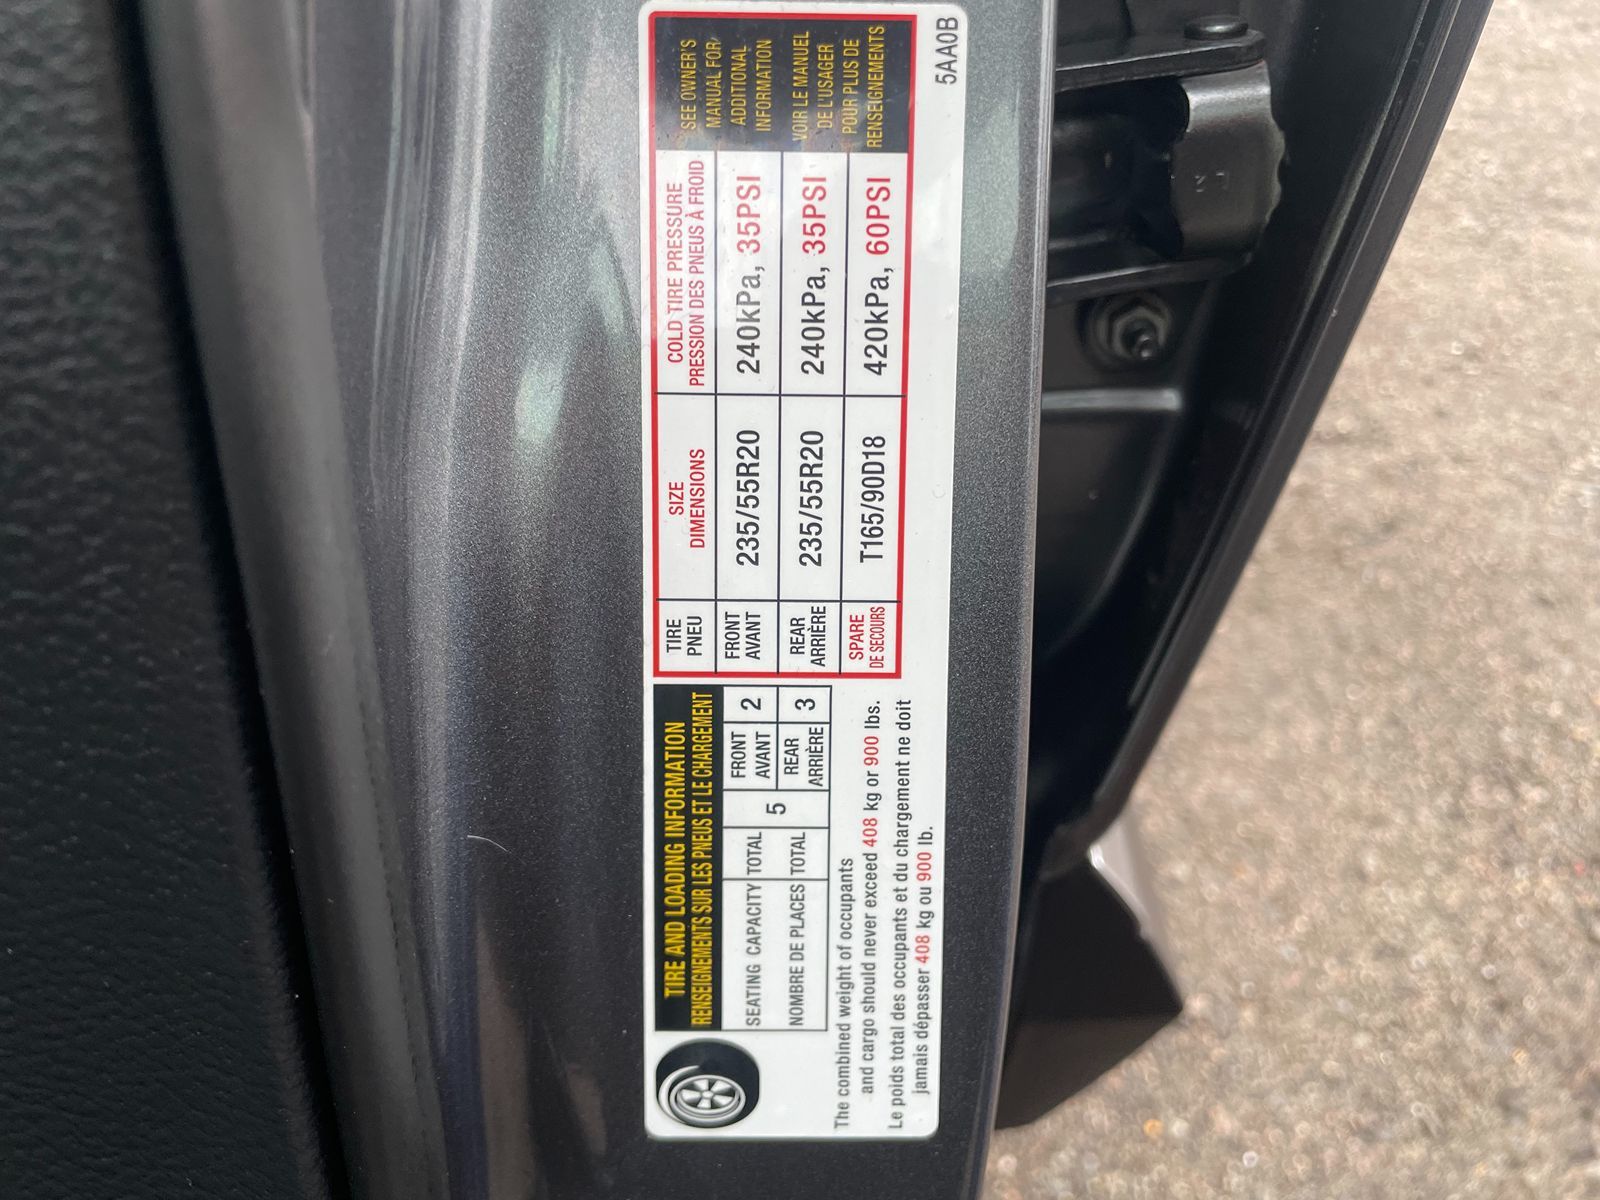 TIRE AND LOADING INFORMATION
RENSEIGNEMENTS SUR LES PNEUS ET LE CHARGEMENT
SEATING CAPACITY
NOMBRE DE PLACES
TOTAL
TOTAL
5
FRONT
AVANT
2
REAR
ARRIÈRE
3
The combined weight of occupants
and cargo should never exceed 408 kg or 900 lbs.
Le poids total des occupants et du chargement ne doit
jamais dépasser 408 kg ou 900 lb.
TIRE
PNEU
SIZE
DIMENSIONS
COLD TIRE PRESSURE
PRESSION DES PNEUS À FROID
FRONT
AVANT
235/55R20
240kPa, 35PSI
REAR
ARRIÈRE
235/55R20
240kPa, 35PSI
SPARE
DE SECOURS
T165/90D18
420kPa, 60PSI
SEE OWNER'S
MANUAL FOR
ADDITIONAL
INFORMATION
VOIR LE MANUEL
DE L'USAGER
POUR PLUS DE
RENSEIGNEMENTS
5AA0B